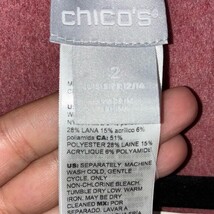 chico's
2
28% LANA 15% acrilico 6%
poliamida CA: 51%
POLYESTER 28% LAINE 15%
ACRYLIQUE 6% POLYAMID
US: SEPARATELY. MACHINE
WASH COLD, GENTLE
CYCLE. ONLY
NON-CHLORINE BLEACH.
TUMBLE DRY LOW. WARM
IRON. MAY BE DRY
CLEANED MX: POR
SEPARADO. LAVAR A